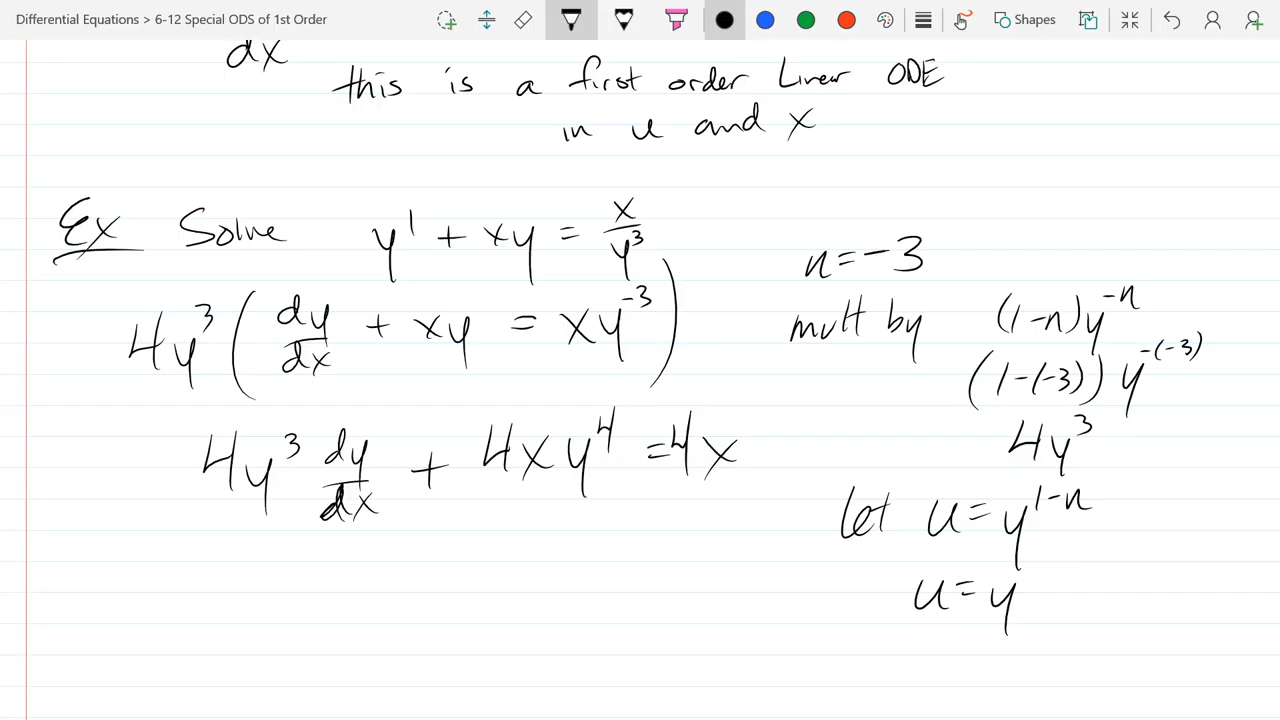 Differential Equations > 6-12 Special ODS of 1st Order
Shapes
dx
this is a first order Linear ODE
in u and x
Ex Solve y' + xy = x/y³
n = -3
4y³ ( dy/dx + xy = xy⁻³ )
mult by (1-n)y⁻ⁿ
(1-(-3)) y⁻⁽⁻³⁾
4y³ dy/dx + 4xy⁴ = 4x
4y³
let u = y¹⁻ⁿ
u = y